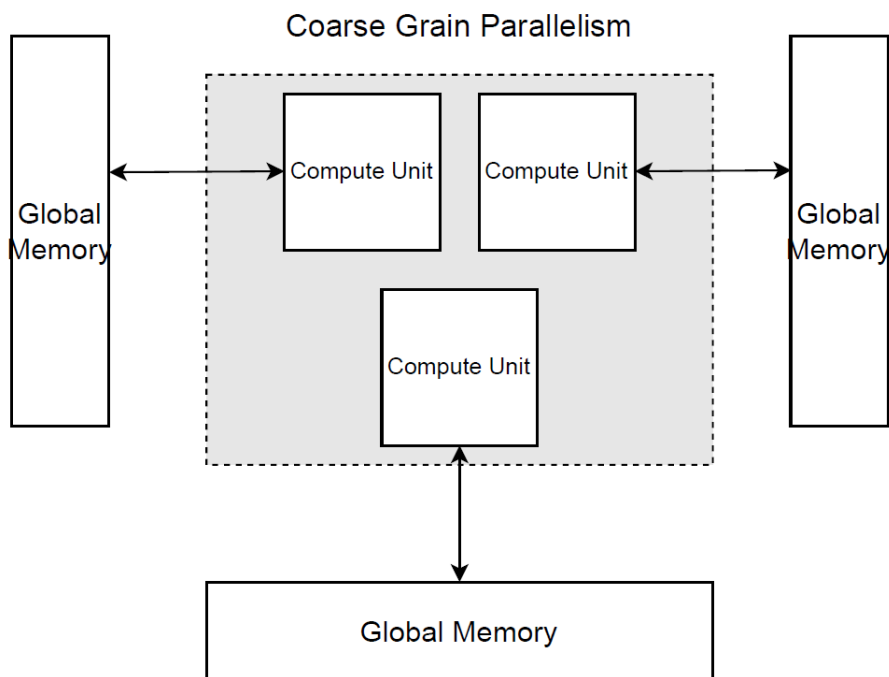 Coarse Grain Parallelism
Compute Unit
Compute Unit
Global
Memory
Global
Memory
Compute Unit
Global Memory